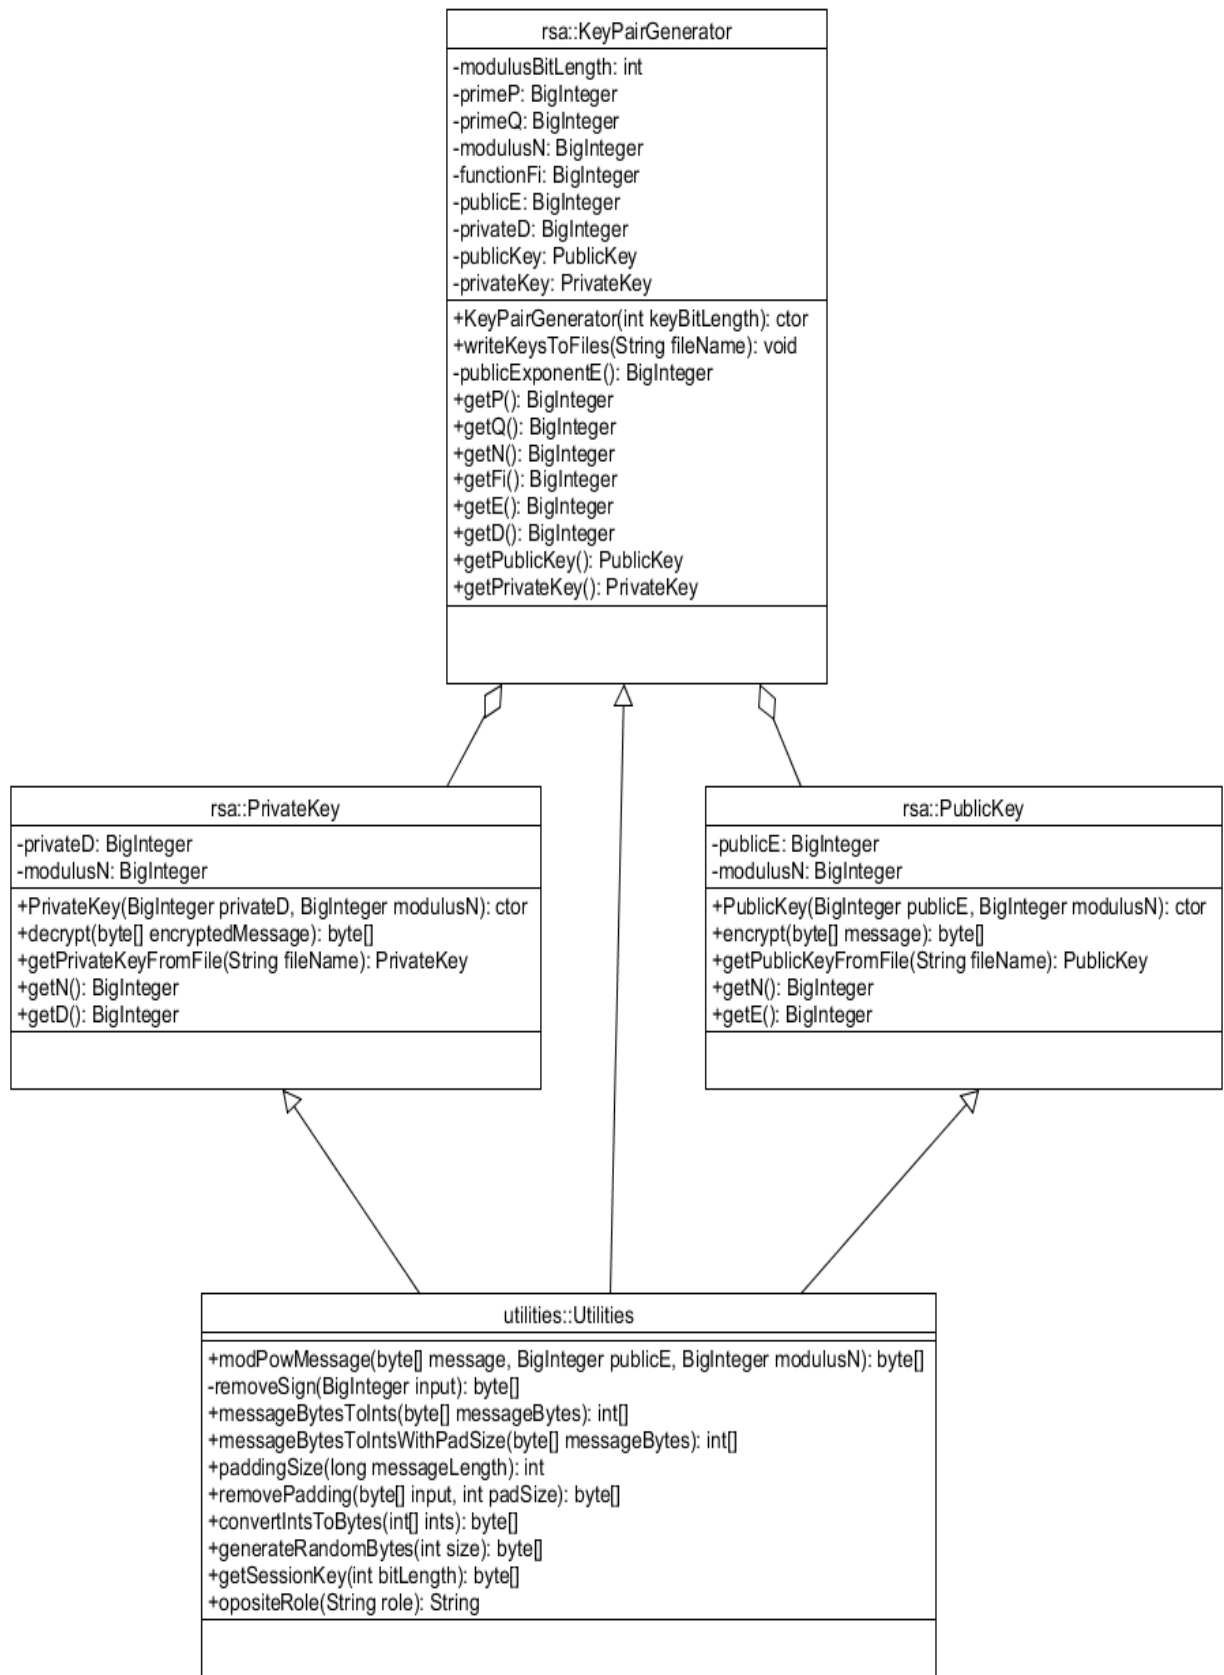 rsa::KeyPairGenerator
-modulusBitLength: int
-primeP: BigInteger
-primeQ: BigInteger
-modulusN: BigInteger
-functionFi: BigInteger
-publicE: BigInteger
-privateD: BigInteger
-publicKey: PublicKey
-privateKey: PrivateKey
+KeyPairGenerator(int keyBitLength): ctor
+writeKeysToFiles(String fileName): void
-publicExponentE(): BigInteger
+getP(): BigInteger
+getQ(): BigInteger
+getN(): BigInteger
+getFi(): BigInteger
+getE(): BigInteger
+getD(): BigInteger
+getPublicKey(): PublicKey
+getPrivateKey(): PrivateKey
rsa::PrivateKey
-privateD: BigInteger
-modulusN: BigInteger
+PrivateKey(BigInteger privateD, BigInteger modulusN): ctor
+decrypt(byte[] encryptedMessage): byte[]
+getPrivateKeyFromFile(String fileName): PrivateKey
+getN(): BigInteger
+getD(): BigInteger
rsa::PublicKey
-publicE: BigInteger
-modulusN: BigInteger
+PublicKey(BigInteger publicE, BigInteger modulusN): ctor
+encrypt(byte[] message): byte[]
+getPublicKeyFromFile(String fileName): PublicKey
+getN(): BigInteger
+getE(): BigInteger
utilities::Utilities
+modPowMessage(byte[] message, BigInteger publicE, BigInteger modulusN): byte[]
-removeSign(BigInteger input): byte[]
+messageBytesToInts(byte[] messageBytes): int[]
+messageBytesToIntsWithPadSize(byte[] messageBytes): int[]
+paddingSize(long messageLength): int
+removePadding(byte[] input, int padSize): byte[]
+convertIntsToBytes(int[] ints): byte[]
+generateRandomBytes(int size): byte[]
+getSessionKey(int bitLength): byte[]
+opositeRole(String role): String